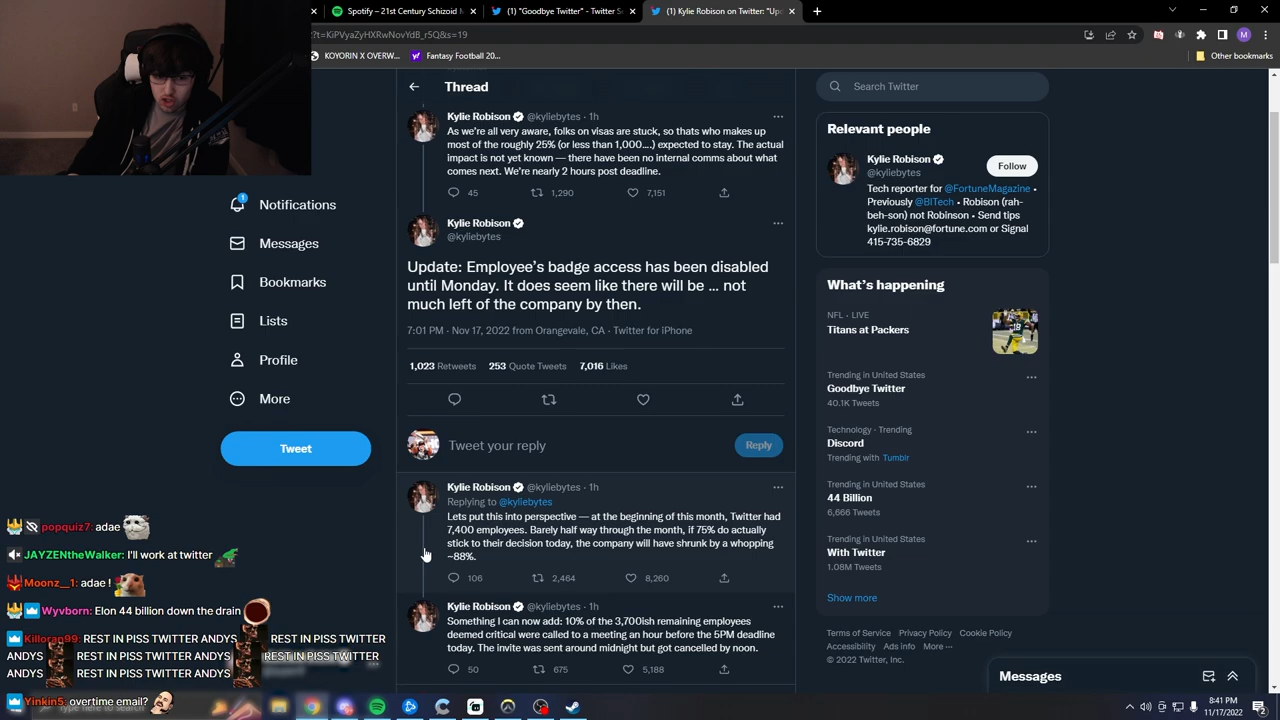 Spotify – 21st Century Schizoid M
(1) "Goodbye Twitter" - Twitter Se
(1) Kylie Robison on Twitter: "Up
M
?t=KiPVyaZyHXRwNovYdB_r5Q&s=19
KOYORIN X OVERW...
Fantasy Football 20...
Other bookmarks
Thread
Search Twitter
Kylie Robison @kyliebytes · 1h
As we're all very aware, folks on visas are stuck, so thats who makes up
most of the roughly 25% (or less than 1,000....) expected to stay. The actual
impact is not yet known — there have been no internal comms about what
comes next. We're nearly 2 hours post deadline.
45 1,290 7,151
Kylie Robison
@kyliebytes
Update: Employee's badge access has been disabled
until Monday. It does seem like there will be ... not
much left of the company by then.
7:01 PM · Nov 17, 2022 from Orangevale, CA · Twitter for iPhone
1,023 Retweets 253 Quote Tweets 7,016 Likes
Tweet your reply
Reply
Kylie Robison @kyliebytes · 1h
Replying to @kyliebytes
Lets put this into perspective — at the beginning of this month, Twitter had
7,400 employees. Barely half way through the month, if 75% do actually
stick to their decision today, the company will have shrunk by a whopping
~88%.
106 2,464 8,260
Kylie Robison @kyliebytes · 1h
Something I can now add: 10% of the 3,700ish remaining employees
deemed critical were called to a meeting an hour before the 5PM deadline
today. The invite was sent around midnight but got cancelled by noon.
50 675 5,188
1
Notifications
Messages
Bookmarks
Lists
Profile
More
Tweet
Relevant people
Kylie Robison
@kyliebytes
Follow
Tech reporter for @FortuneMagazine •
Previously @BITech • Robison (rah-
beh-son) not Robinson • Send tips
kylie.robison@fortune.com or Signal
415-735-6829
What's happening
NFL · LIVE
Titans at Packers
Trending in United States
Goodbye Twitter
40.1K Tweets
Technology · Trending
Discord
Trending with Tumblr
Trending in United States
44 Billion
6,666 Tweets
Trending in United States
With Twitter
1.08M Tweets
Show more
Terms of Service Privacy Policy Cookie Policy
Accessibility Ads info More ...
© 2022 Twitter, Inc.
Messages
popquiz7: adae
JAYZENtheWalker: I'll work at twitter
Moonz__1: adae !
Wyvborn: Elon 44 billion down the drain
Killoran99: REST IN PISS TWITTER ANDYS REST IN PISS TWITTER
ANDYS REST IN PISS TWITTER ANDYS REST IN PISS TWITTER
ANDYS REST IN PISS TWITTER ANDYS
Yinkin5: overtime email?
Type here to search
8:41 PM
11/17/2022
2